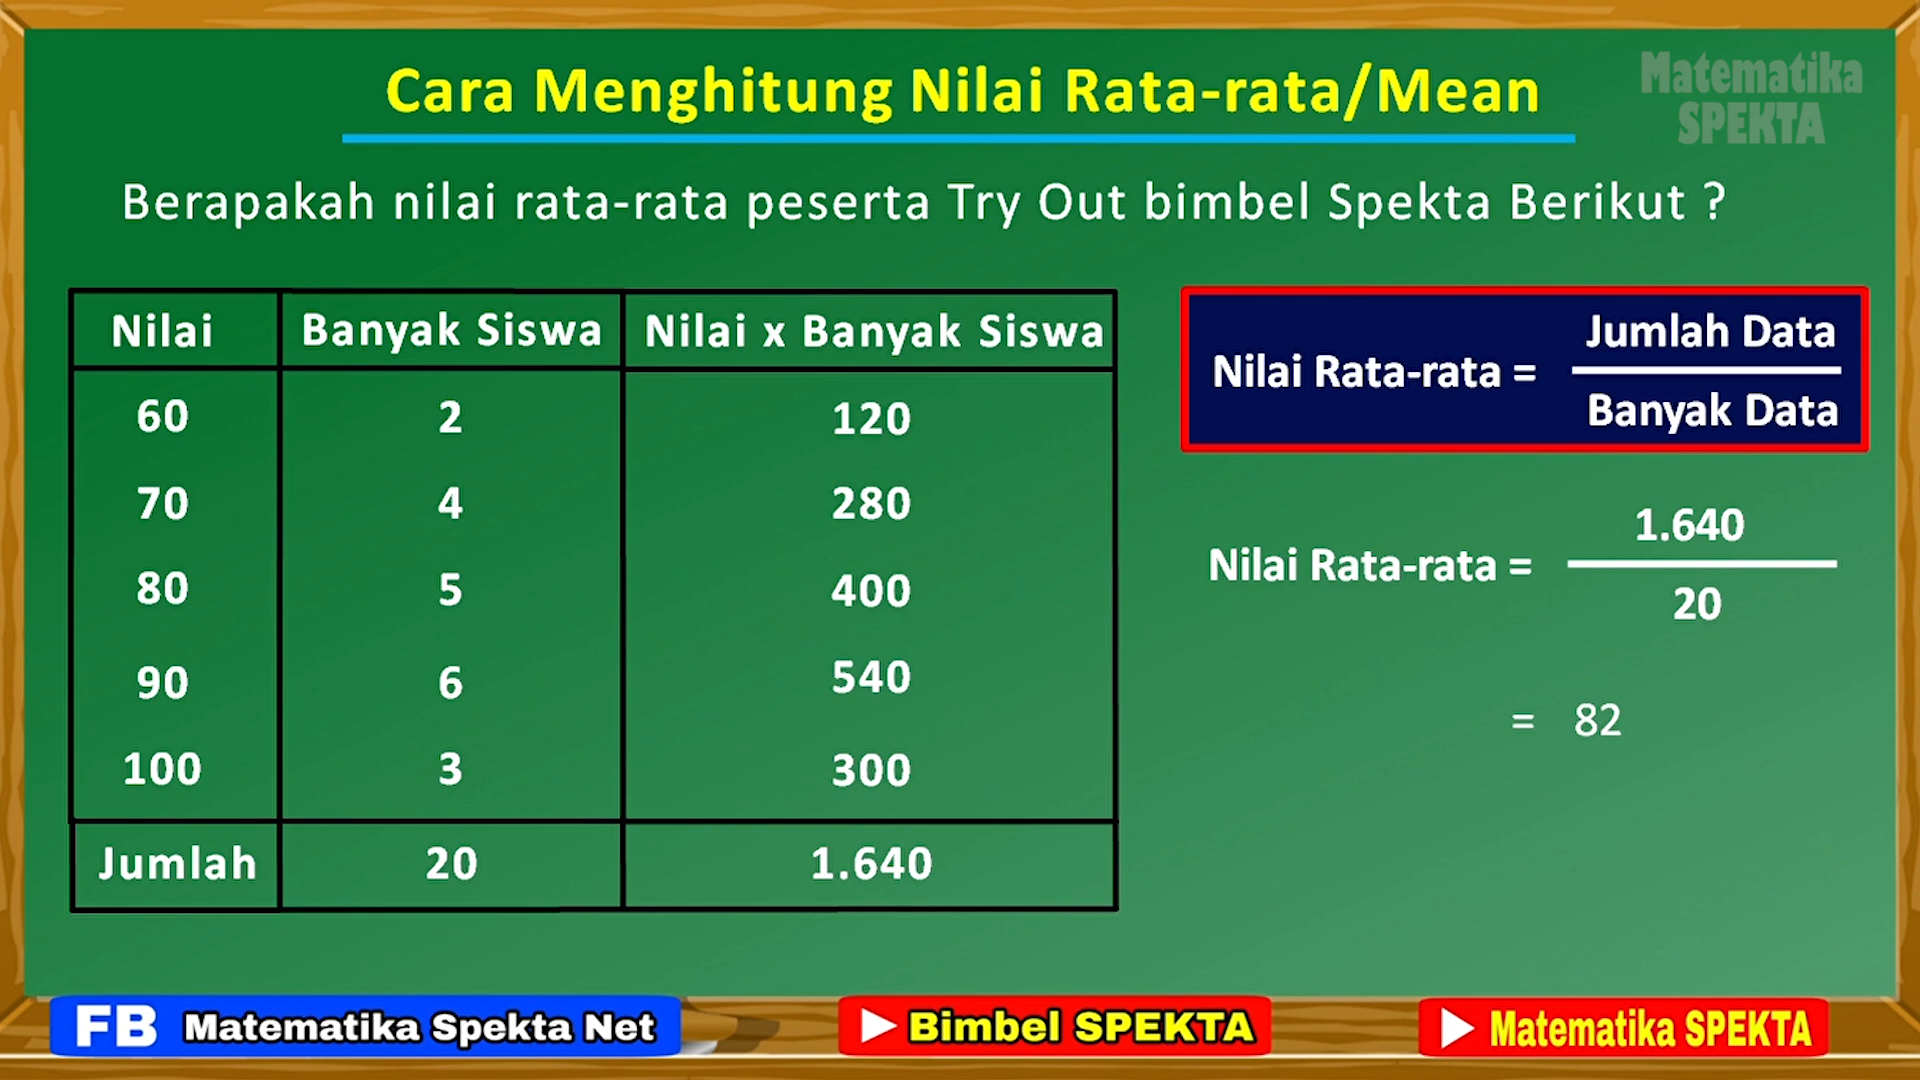 Cara Menghitung Nilai Rata-rata/Mean
Matematika
SPEKTA
Berapakah nilai rata-rata peserta Try Out bimbel Spekta Berikut ?
Nilai Banyak Siswa Nilai x Banyak Siswa
60 2 120
70 4 280
80 5 400
90 6 540
100 3 300
Jumlah 20 1.640
Nilai Rata-rata = Jumlah Data
Banyak Data
Nilai Rata-rata = 1.640
20
= 82
FB Matematika Spekta Net
Bimbel SPEKTA
Matematika SPEKTA